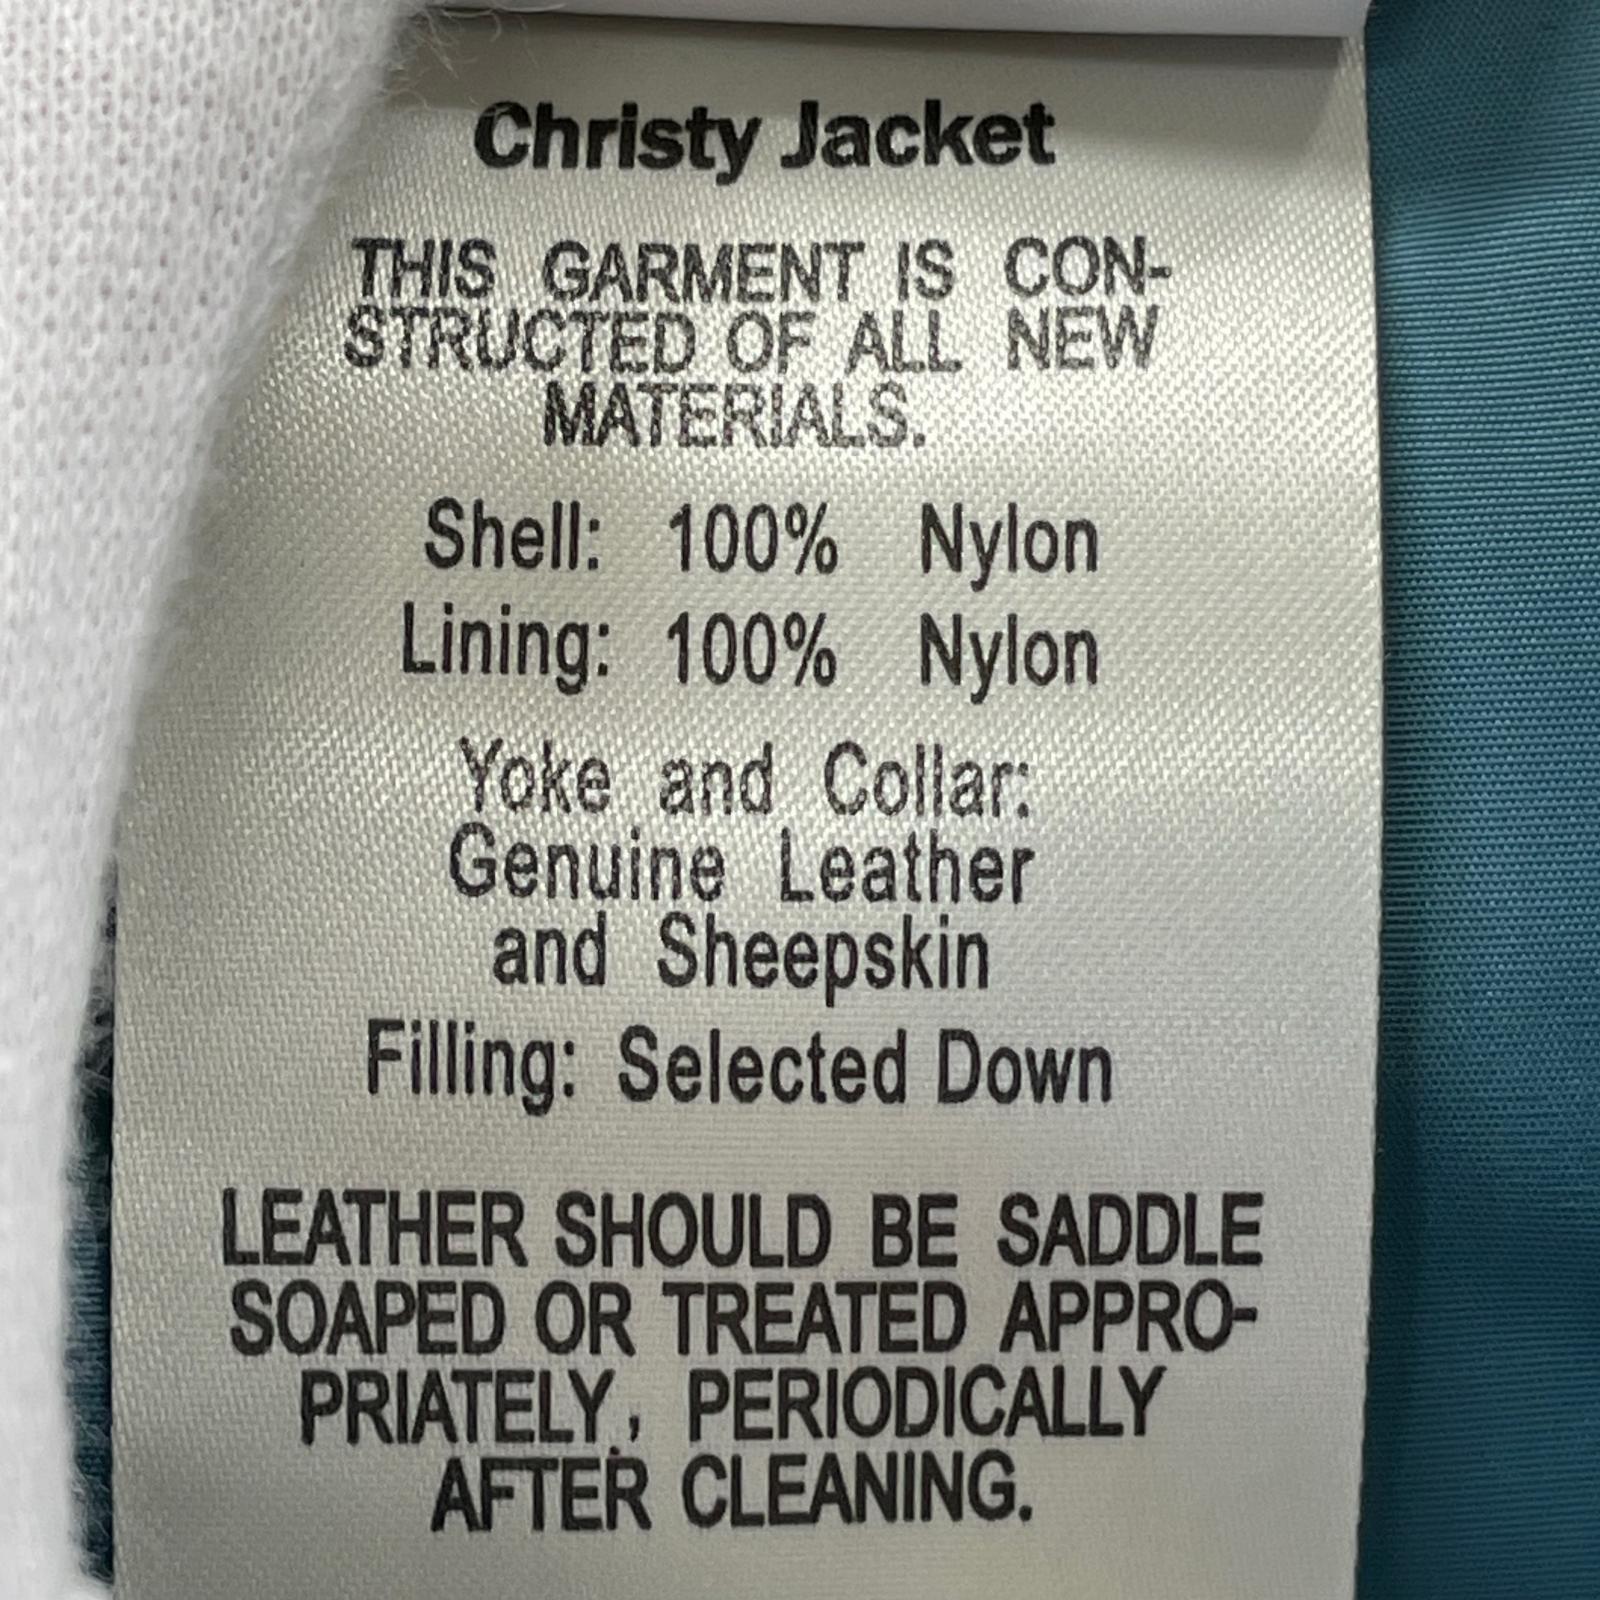 Christy Jacket
THIS GARMENT IS CON-
STRUCTED OF ALL NEW
MATERIALS.
Shell: 100% Nylon
Lining: 100% Nylon
Yoke and Collar:
Genuine Leather
and Sheepskin
Filling: Selected Down
LEATHER SHOULD BE SADDLE
SOAPED OR TREATED APPRO-
PRIATELY, PERIODICALLY
AFTER CLEANING.